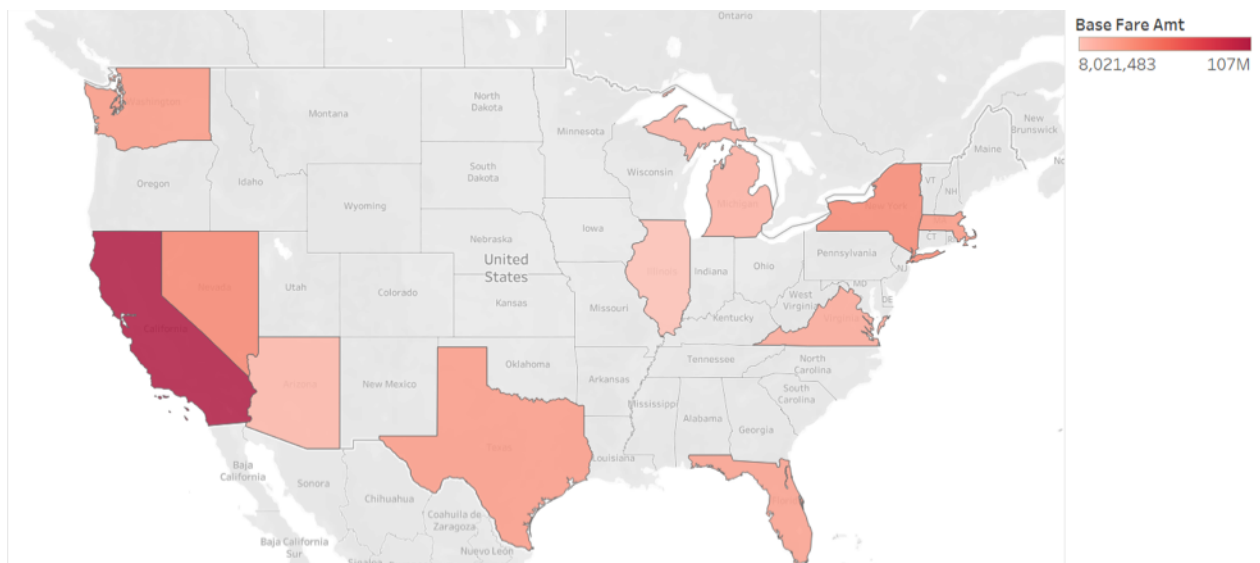 Ontario
Base Fare Amt
8,021,483 107M
Washington
Montana
North
Dakota
Minnesota
New
Brunswick
Maine
Oregon
Idaho
South
Dakota
Wisconsin
Michigan
VT
NH
New York
MA
Wyoming
Iowa
Nebraska
CT
Pennsylvania
NJ
United
States
Nevada
Utah
Colorado
Kansas
Missouri
Illinois
Indiana
Ohio
MD
DE
West
Virginia
Virginia
California
Kentucky
Arizona
New Mexico
Oklahoma
Arkansas
Tennessee
North
Carolina
South
Carolina
Mississippi
Alabama
Georgia
Texas
Louisiana
Baja
California
Sonora
Chihuahua
Coahuila de
Zaragoza
Florida
Baja California
Sur
Nuevo León
Sinaloa